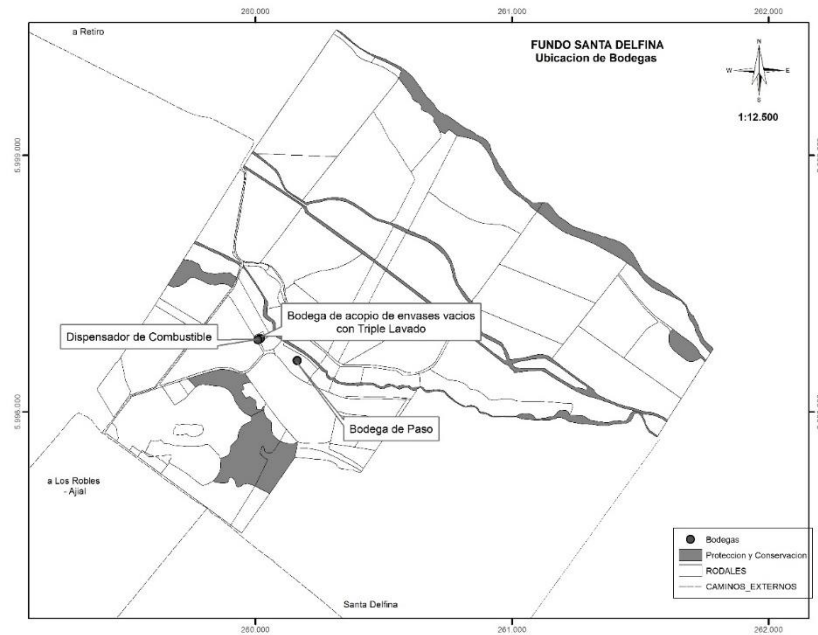 260.000
261.000
262.000
a Retiro
FUNDO SANTA DELFINA
Ubicacion de Bodegas
N
W
E
S
1:12.500
5.999.000
Bodega de acopio de envases vacios
con Triple Lavado
Dispensador de Combustible
5.998.000
Bodega de Paso
a Los Robles
- Ajial
Bodegas
Proteccion y Conservacion
RODALES
CAMINOS_EXTERNOS
Santa Delfina
260.000
261.000
262.000